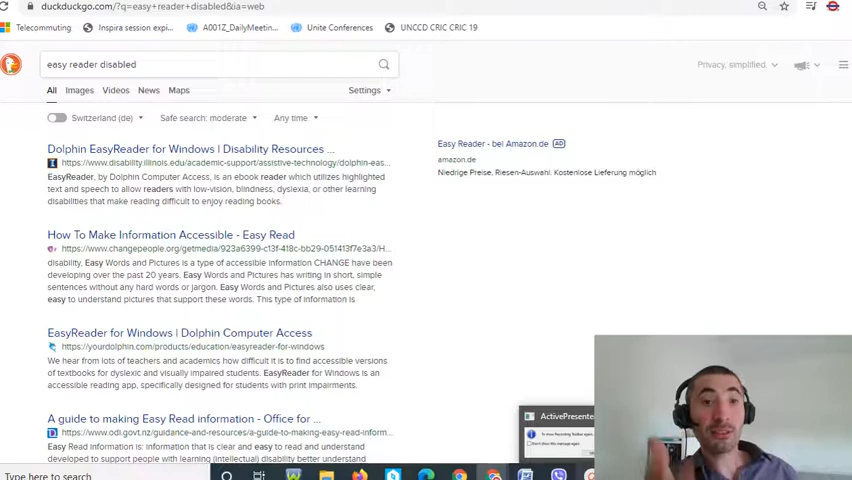 duckduckgo.com/?q=easy+reader+disabled&ia=web
Telecommuting
Inspira session expi...
A001Z_DailyMeetin...
Unite Conferences
UNCCD CRIC CRIC 19
easy reader disabled
Privacy, simplified.
All Images Videos News Maps Settings
Switzerland (de) Safe search: moderate Any time
Dolphin EasyReader for Windows | Disability Resources ...
https://www.disability.illinois.edu/academic-support/assistive-technology/dolphin-eas...
EasyReader, by Dolphin Computer Access, is an ebook reader which utilizes highlighted
text and speech to allow readers with low-vision, blindness, dyslexia, or other learning
disabilities that make reading difficult to enjoy reading books.
Easy Reader - bei Amazon.de AD
amazon.de
Niedrige Preise, Riesen-Auswahl. Kostenlose Lieferung möglich
How To Make Information Accessible - Easy Read
https://www.changepeople.org/getmedia/923a6399-c13f-418c-bb29-051413f7e3a3/H...
disability. Easy Words and Pictures is a type of accessible information CHANGE have been
developing over the past 20 years. Easy Words and Pictures has writing in short, simple
sentences without any hard words or jargon. Easy Words and Pictures also uses clear,
easy to understand pictures that support these words. This type of information is
EasyReader for Windows | Dolphin Computer Access
https://yourdolphin.com/products/education/easyreader-for-windows
We hear from lots of teachers and academics how difficult it is to find accessible versions
of textbooks for dyslexic and visually impaired students. EasyReader for Windows is an
accessible reading app, specifically designed for students with print impairments.
A guide to making Easy Read information - Office for ...
https://www.odi.govt.nz/guidance-and-resources/a-guide-to-making-easy-read-inform...
Easy Read information is: information that is clear and easy to read and understand
developed to support people with learning (intellectual) disability better understand
ActivePresenter
Type here to search